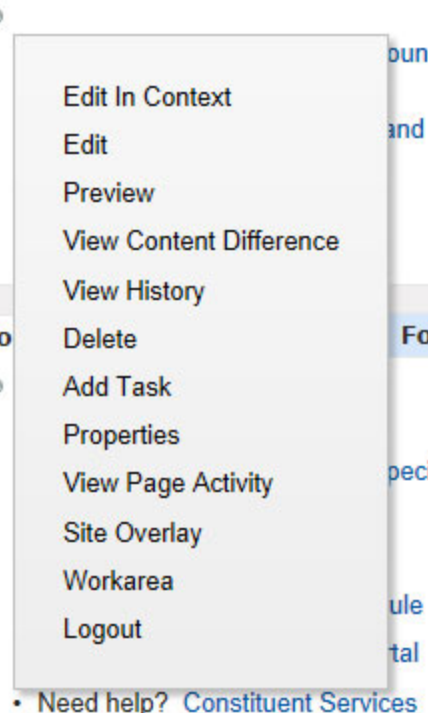 Edit In Context
Edit
Preview
View Content Difference
View History
Delete
Add Task
Properties
View Page Activity
Site Overlay
Workarea
Logout
• Need help? Constituent Services